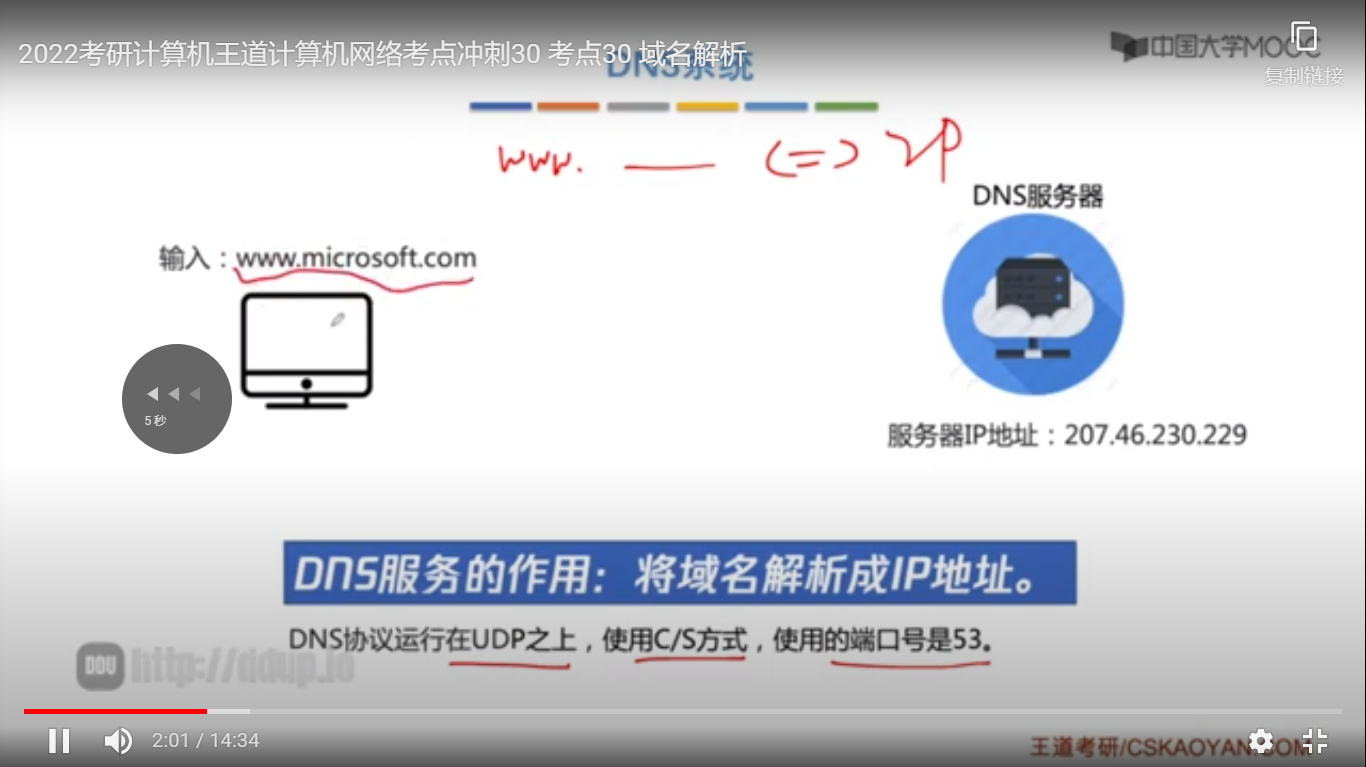 2022考研计算机王道计算机网络考点冲刺30 考点30 域名解析
DNS系统
中国大学MOOC
复制链接
www. ___ <=> IP
DNS服务器
输入：www.microsoft.com
5 秒
服务器IP地址：207.46.230.229
DNS服务的作用：将域名解析成IP地址。
DNS协议运行在UDP之上，使用C/S方式，使用的端口号是53。
DDU http://ddup.io
2:01 / 14:34
王道考研/CSKAOYAN.COM